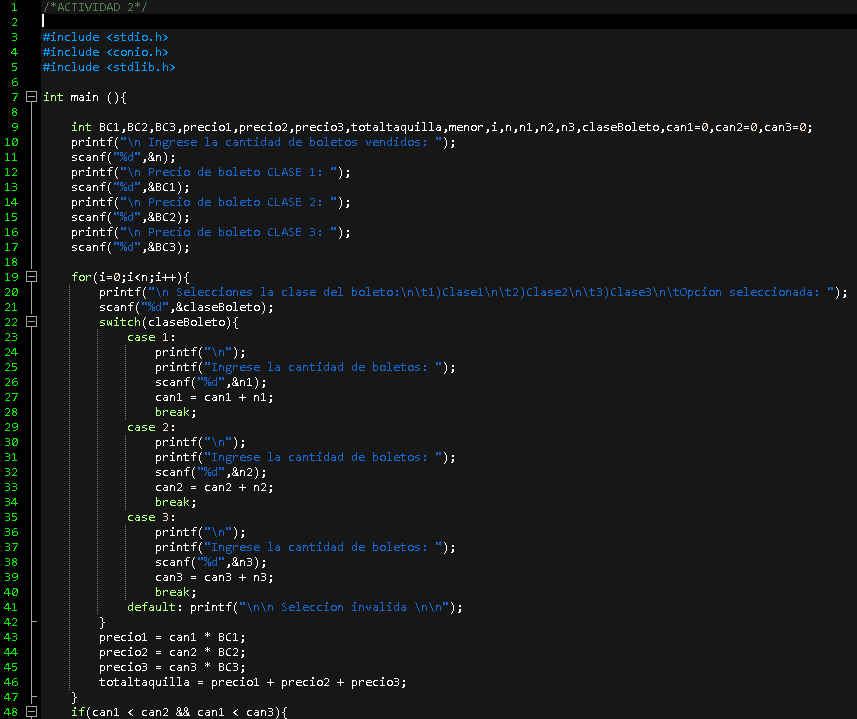 1 /*ACTIVIDAD 2*/
2
3 #include <stdio.h>
4 #include <conio.h>
5 #include <stdlib.h>
6
7 int main (){
8
9 int BC1,BC2,BC3,precio1,precio2,precio3,totaltaquilla,menor,i,n,n1,n2,n3,claseBoleto,can1=0,can2=0,can3=0;
10 printf("\n Ingrese la cantidad de boletos vendidos: ");
11 scanf("%d",&n);
12 printf("\n Precio de boleto CLASE 1: ");
13 scanf("%d",&BC1);
14 printf("\n Precio de boleto CLASE 2: ");
15 scanf("%d",&BC2);
16 printf("\n Precio de boleto CLASE 3: ");
17 scanf("%d",&BC3);
18
19 for(i=0;i<n;i++){
20 printf("\n Selecciones la clase del boleto:\n\t1)Clase1\n\t2)Clase2\n\t3)Clase3\n\tOpcion seleccionada: ");
21 scanf("%d",&claseBoleto);
22 switch(claseBoleto){
23 case 1:
24 printf("\n");
25 printf("Ingrese la cantidad de boletos: ");
26 scanf("%d",&n1);
27 can1 = can1 + n1;
28 break;
29 case 2:
30 printf("\n");
31 printf("Ingrese la cantidad de boletos: ");
32 scanf("%d",&n2);
33 can2 = can2 + n2;
34 break;
35 case 3:
36 printf("\n");
37 printf("Ingrese la cantidad de boletos: ");
38 scanf("%d",&n3);
39 can3 = can3 + n3;
40 break;
41 default: printf("\n\n Seleccion invalida \n\n");
42 }
43 precio1 = can1 * BC1;
44 precio2 = can2 * BC2;
45 precio3 = can3 * BC3;
46 totaltaquilla = precio1 + precio2 + precio3;
47 }
48 if(can1 < can2 && can1 < can3){